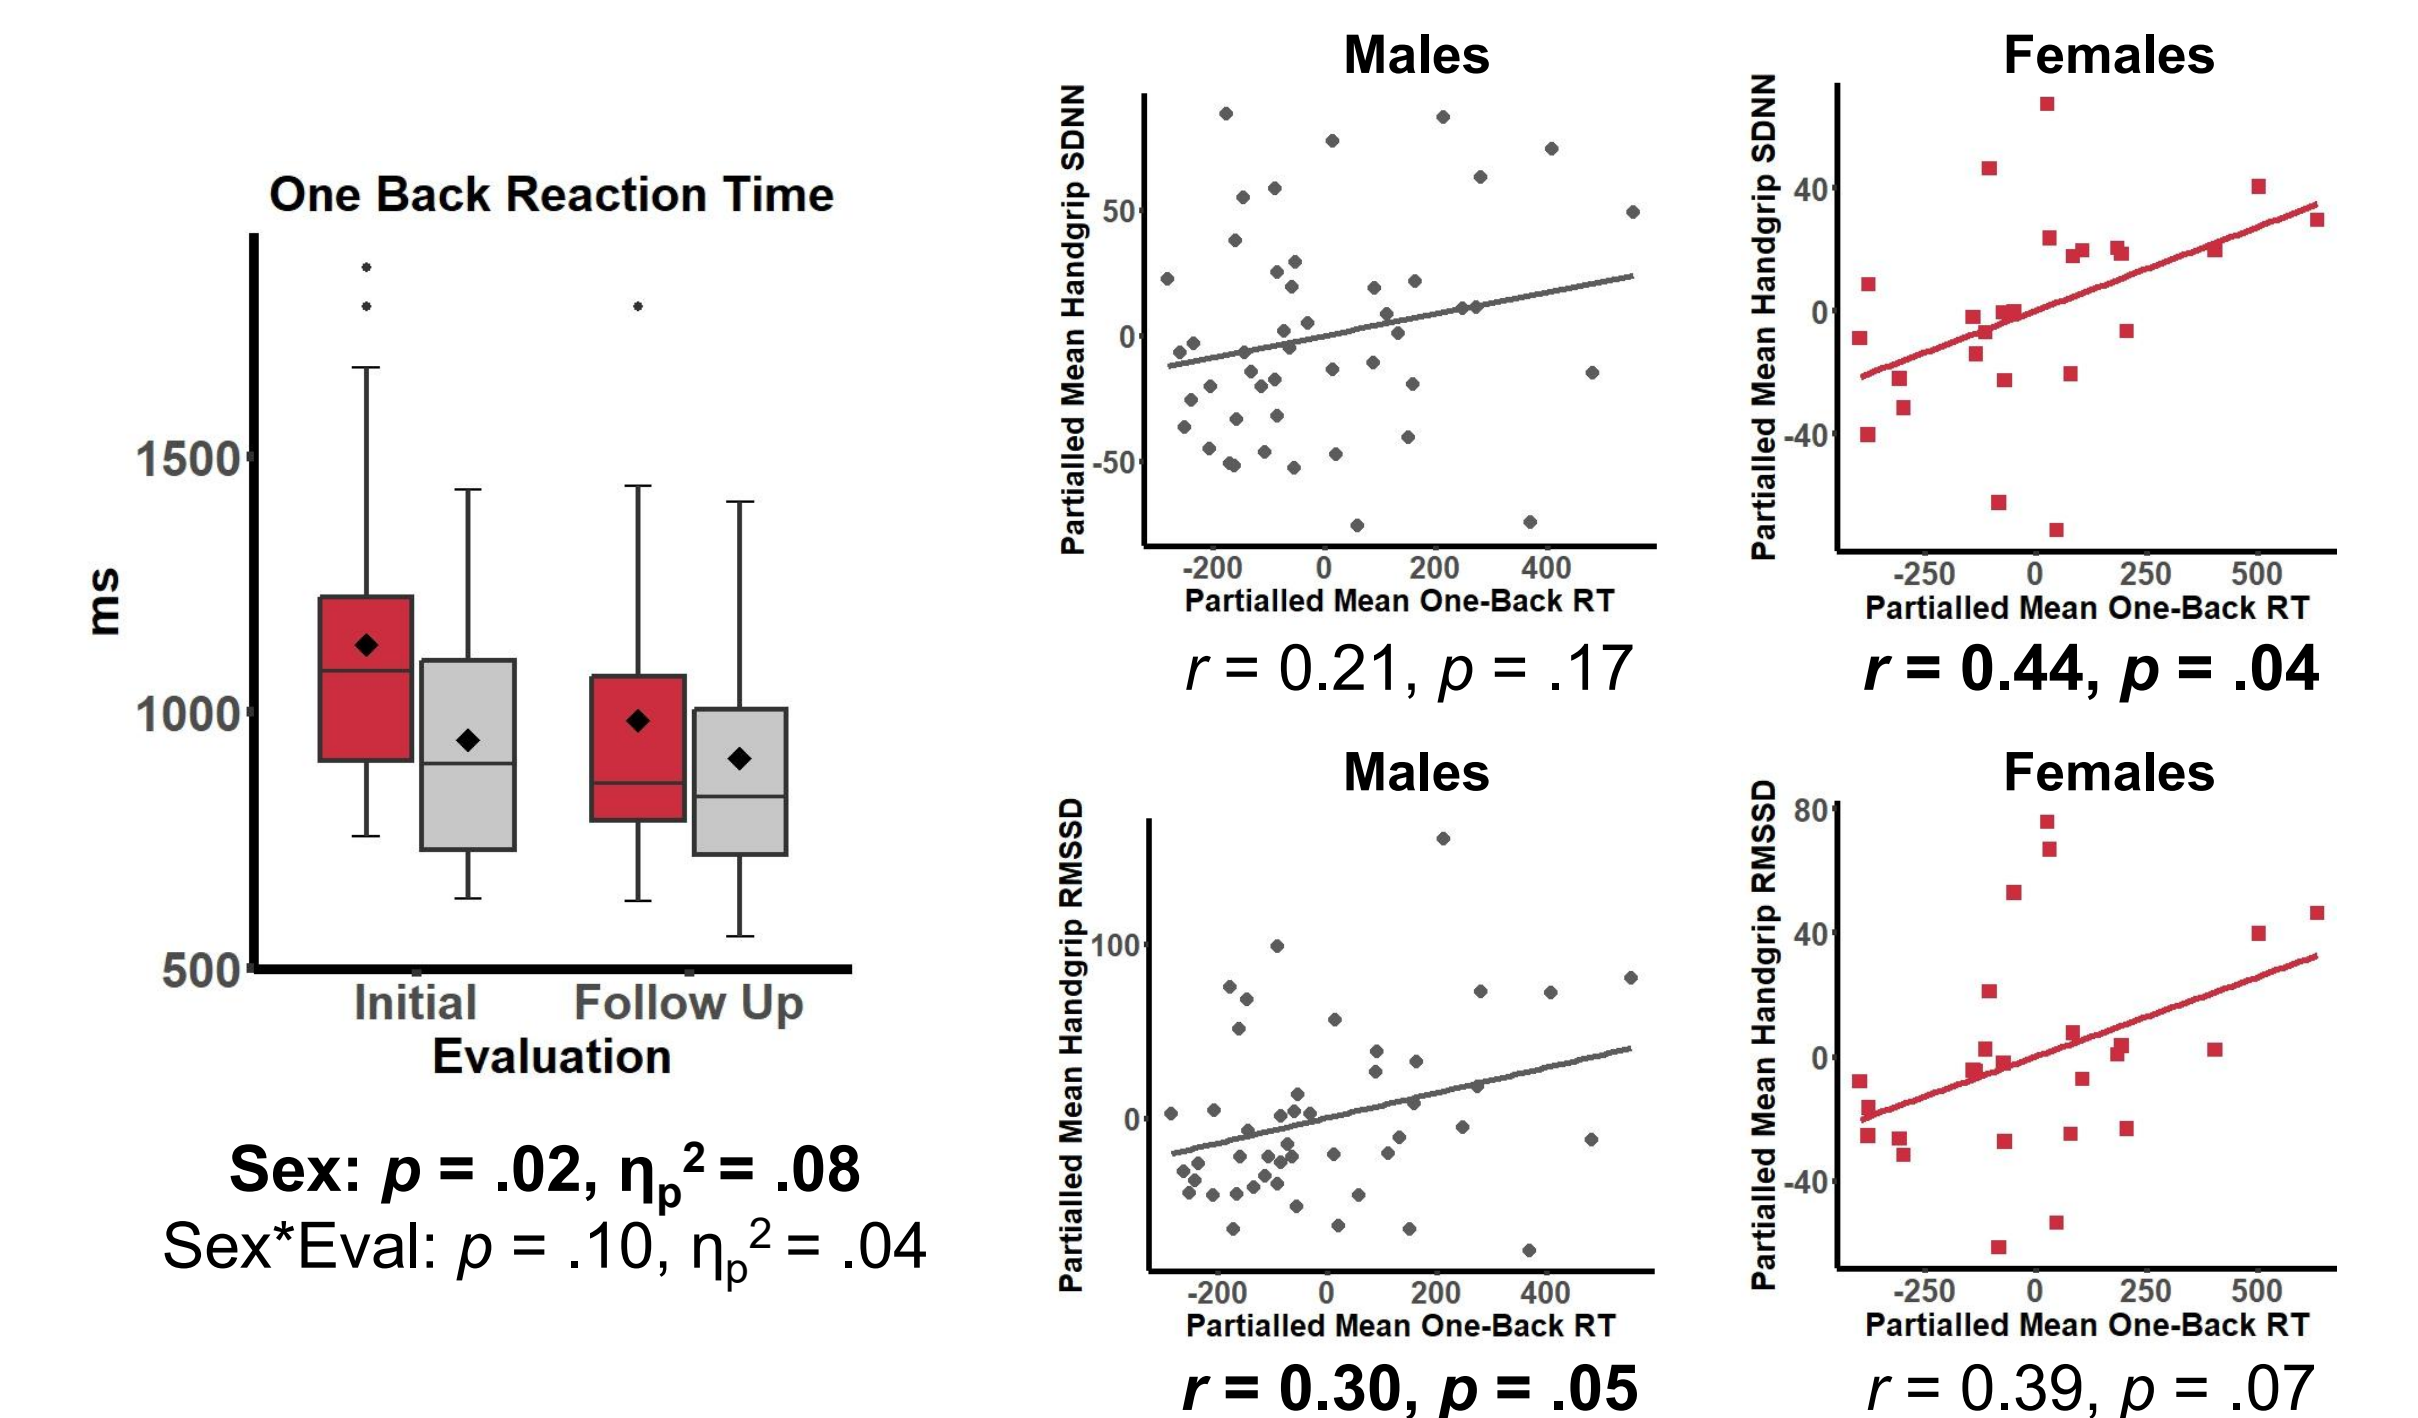 One Back Reaction Time
ms
1500
1000
500
Initial Follow Up
Evaluation
Sex: p = .02, ηp² = .08
Sex*Eval: p = .10, ηp² = .04
Males
Partialled Mean Handgrip SDNN
50
0
-50
-200 0 200 400
Partialled Mean One-Back RT
r = 0.21, p = .17
Females
Partialled Mean Handgrip SDNN
40
0
-40
-250 0 250 500
Partialled Mean One-Back RT
r = 0.44, p = .04
Males
Partialled Mean Handgrip RMSSD
100
0
-200 0 200 400
Partialled Mean One-Back RT
r = 0.30, p = .05
Females
Partialled Mean Handgrip RMSSD
80
40
0
-40
-250 0 250 500
Partialled Mean One-Back RT
r = 0.39, p = .07